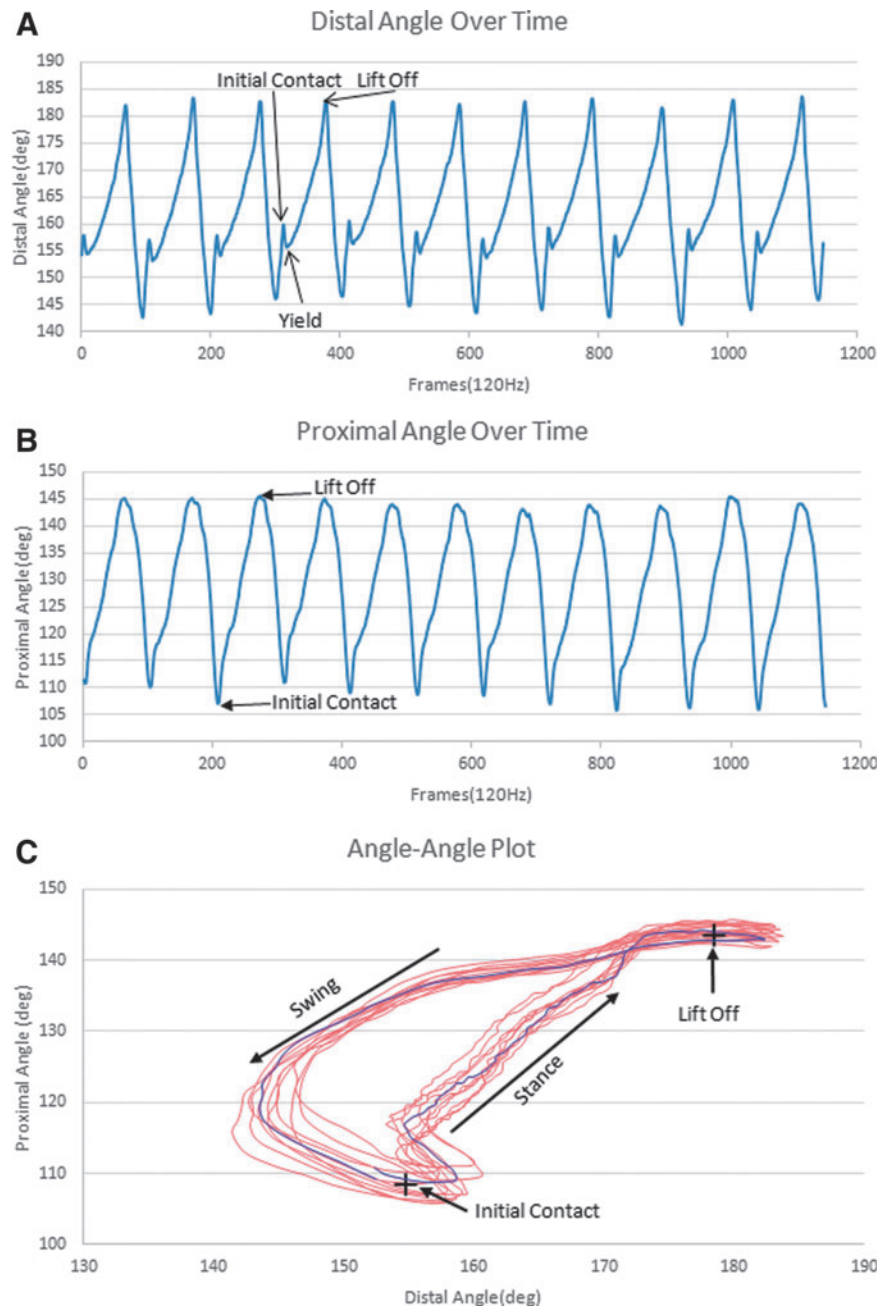 A
Distal Angle Over Time
190
185
180
175
170
165
160
155
150
145
140
Distal Angle(deg)
Initial Contact
Lift Off
Yield
0
200
400
600
800
1000
1200
Frames(120Hz)
B
Proximal Angle Over Time
150
145
140
135
130
125
120
115
110
105
100
Proximal Angle(deg)
Lift Off
Initial Contact
0
200
400
600
800
1000
1200
Frames(120Hz)
C
Angle-Angle Plot
150
140
130
120
110
100
Proximal Angle (deg)
Swing
Stance
Lift Off
Initial Contact
130
140
150
160
170
180
190
Distal Angle(deg)